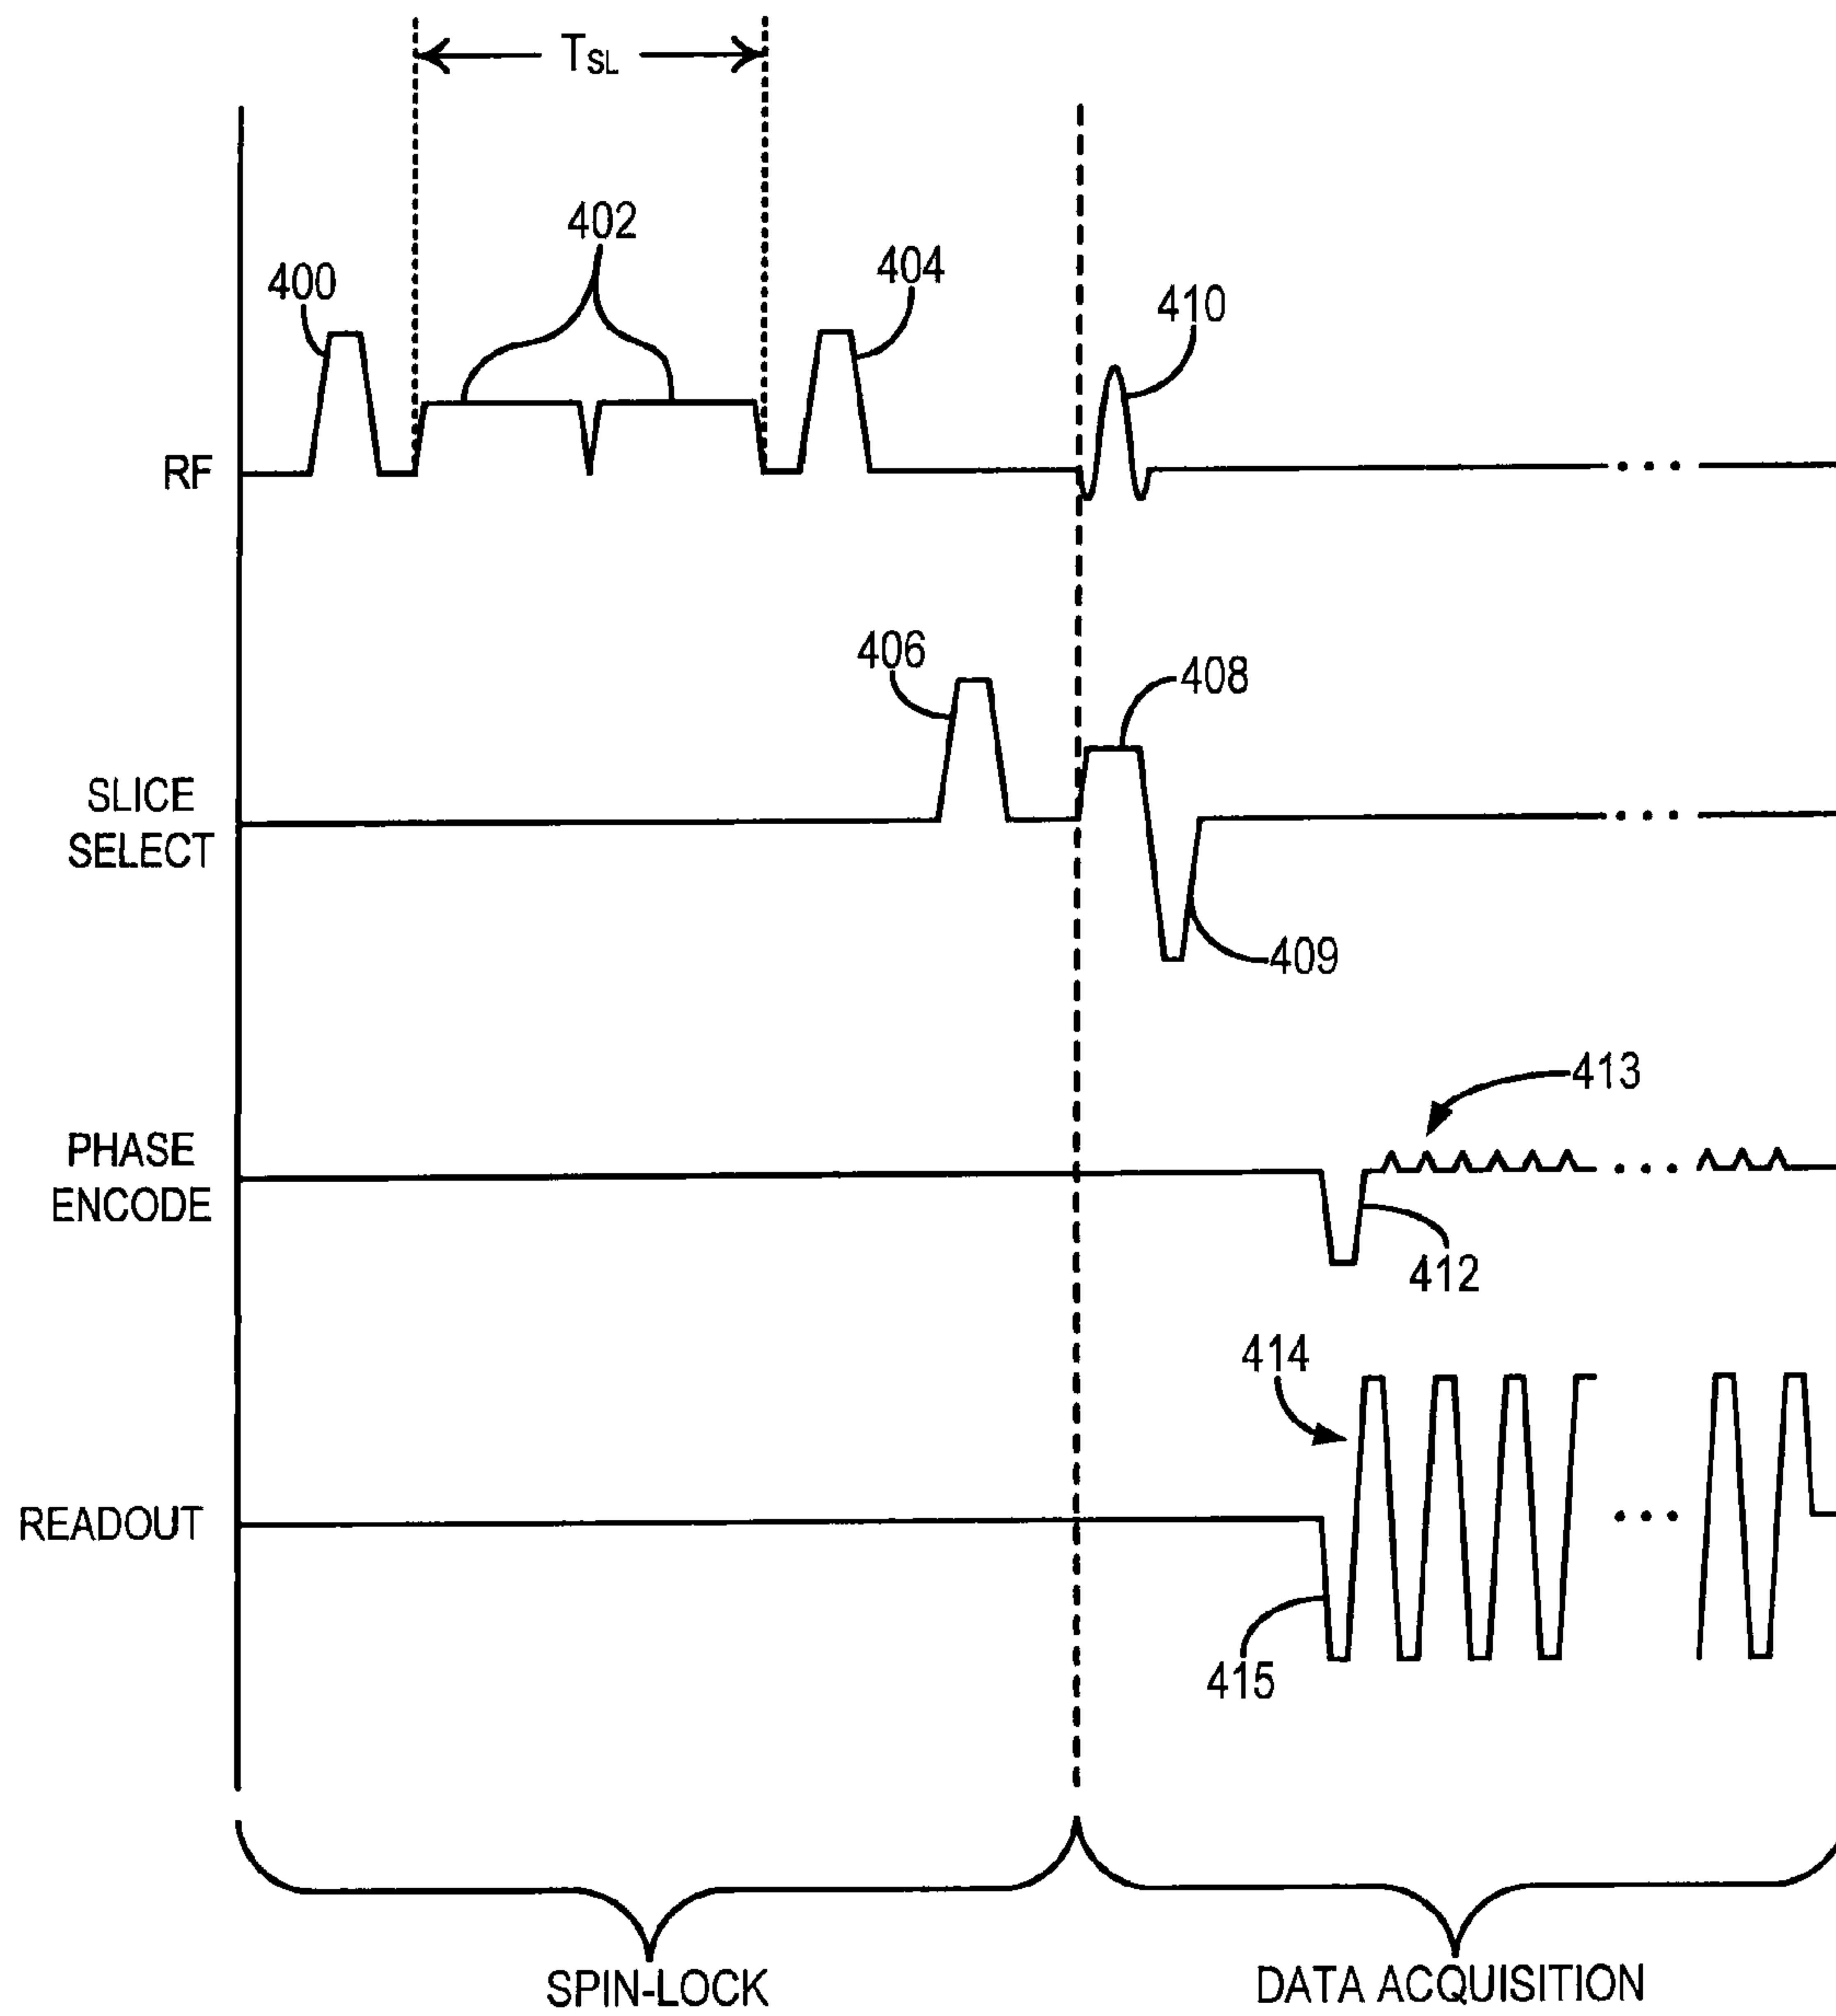 TSL
402
400
404
410
RF
406
408
SLICE
SELECT
409
413
PHASE
ENCODE
412
414
READOUT
415
SPIN-LOCK
DATA ACQUISITION